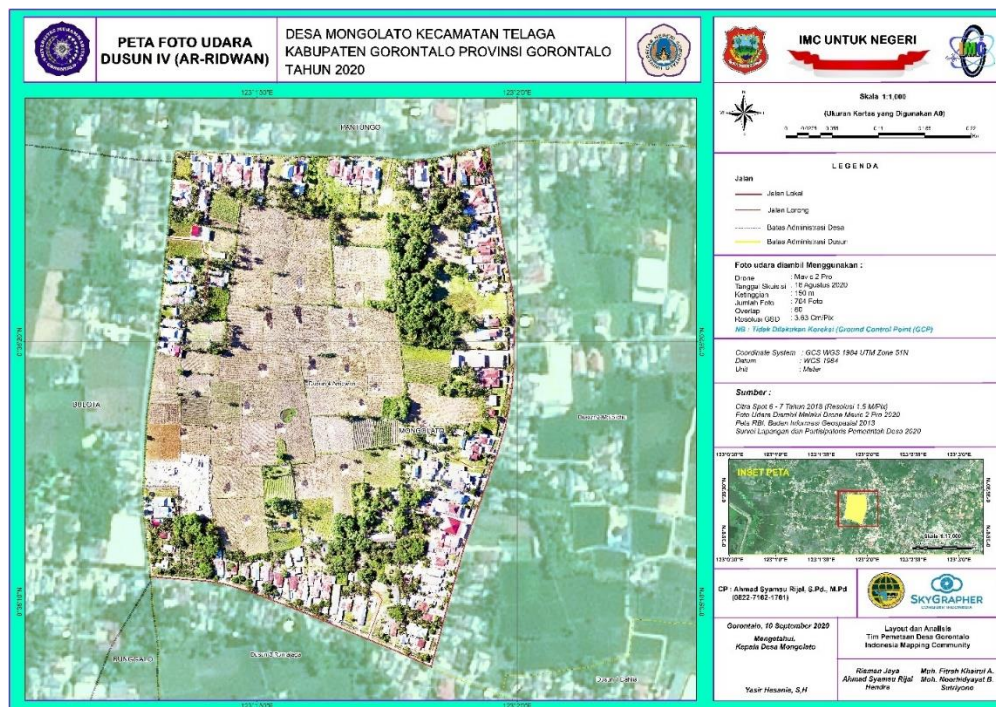 PETA FOTO UDARA
DUSUN IV (AR-RIDWAN)
DESA MONGOLATO KECAMATAN TELAGA
KABUPATEN GORONTALO PROVINSI GORONTALO
TAHUN 2020
IMC UNTUK NEGERI
Skala 1:1,000
(Ukuran Kertas yang Digunakan A0)
LEGENDA
Jalan
Jalan Lokal
Jalan Lorong
Batas Administrasi Desa
Batas Administrasi Dusun
Foto udara diambil Menggunakan :
Drone : Mavic 2 Pro
Tanggal Akuisisi : 16 Agustus 2020
Ketinggian : 150 m
Jumlah Foto : 704 Foto
Overlap : 80
Resolusi GSD : 3.63 Cm/Pix
NB : Tidak Dilakukan Koreksi (Ground Control Point (GCP)
Coordinate System : GCS WGS 1984 UTM Zone 51N
Datum : WGS 1984
Unit : Meter
Sumber :
Citra Spot 6 - 7 Tahun 2018 (Resolusi 1.5 M/Pix)
Foto Udara Diambil Melalui Drone Mavic 2 Pro 2020
Peta RBI, Badan Informasi Geospasial 2013
Survei Lapangan dan Partisipatoris Pemerintah Desa 2020
INSET PETA
CP : Ahmad Syamsu Rijal, S.Pd., M.Pd
SKYGRAPHER
Gorontalo, 10 September 2020
Mengetahui,
Kepala Desa Mongolato
Yasir Hasania, S,H
Layout dan Analisis
Tim Pemetaan Desa Gorontalo
Indonesia Mapping Community
Risman Jaya
Ahmad Syamsu Rijal
Hendra
Moh. Fitrah Khairul A.
Moh. Noorhidyayat B.
Sutriyono
PANTUNGO
BULOTA
MONGOLATO
BUNGGALO